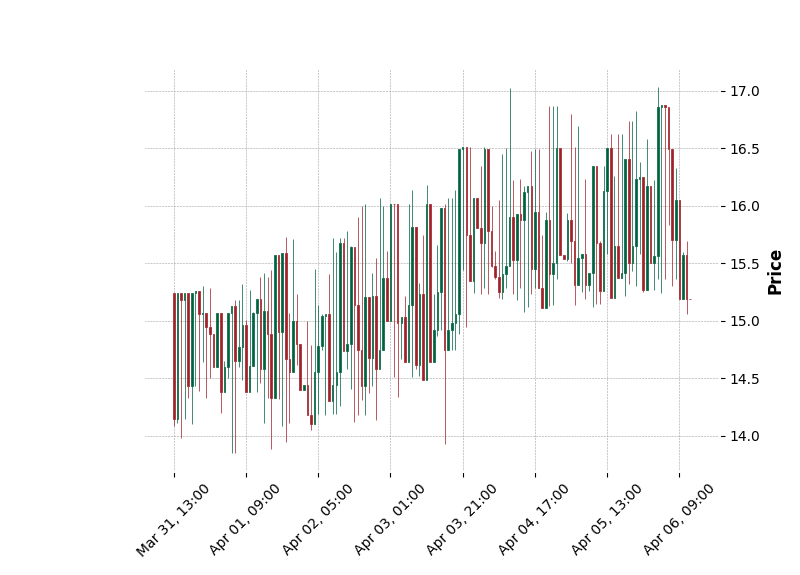 17.0
16.5
16.0
15.5
15.0
14.5
14.0
Price
Mar 31, 13:00
Apr 01, 09:00
Apr 02, 05:00
Apr 03, 01:00
Apr 03, 21:00
Apr 04, 17:00
Apr 05, 13:00
Apr 06, 09:00